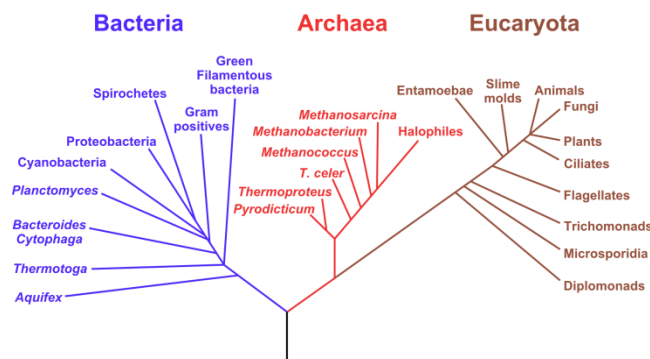 Bacteria
Archaea
Eucaryota
Green
Filamentous
bacteria
Spirochetes
Gram
positives
Proteobacteria
Cyanobacteria
Planctomyces
Bacteroides
Cytophaga
Thermotoga
Aquifex
Methanosarcina
Methanobacterium
Halophiles
Methanococcus
T. celer
Thermoproteus
Pyrodicticum
Entamoebae
Slime
molds
Animals
Fungi
Plants
Ciliates
Flagellates
Trichomonads
Microsporidia
Diplomonads